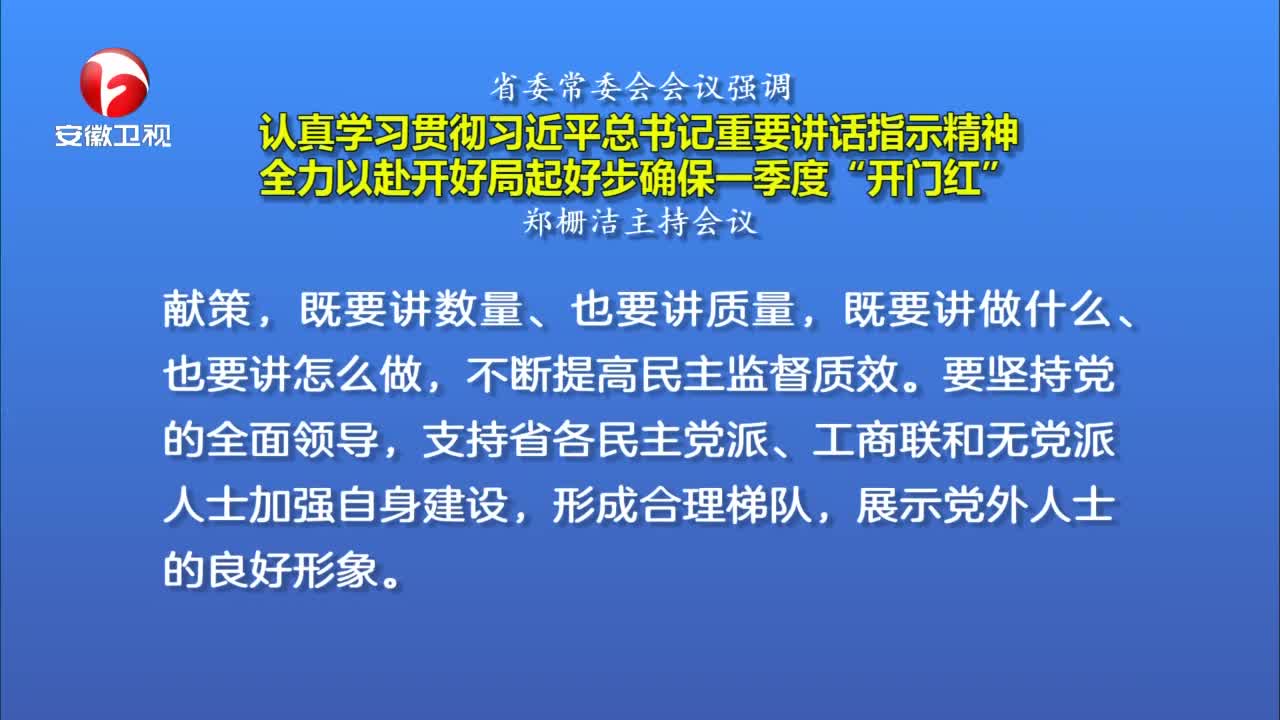 安徽卫视
省委常委会会议强调
认真学习贯彻习近平总书记重要讲话指示精神
全力以赴开好局起好步确保一季度“开门红”
郑栅洁主持会议
献策，既要讲数量、也要讲质量，既要讲做什么、
也要讲怎么做，不断提高民主监督质效。要坚持党
的全面领导，支持省各民主党派、工商联和无党派
人士加强自身建设，形成合理梯队，展示党外人士
的良好形象。